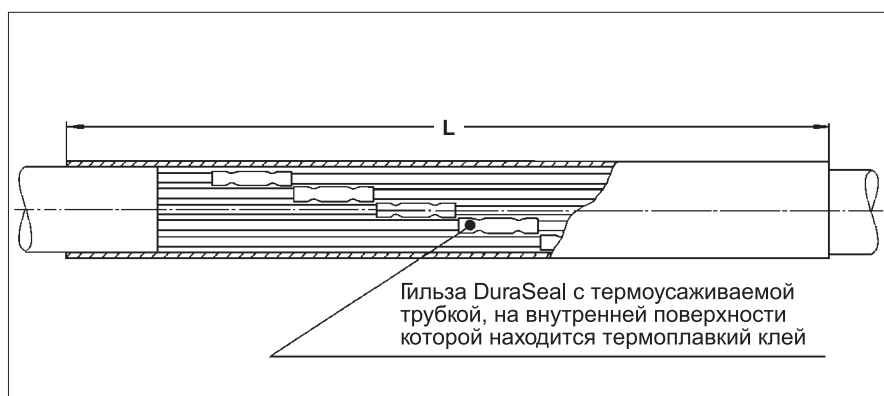 L
Гильза DuraSeal с термоусаживаемой
трубкой, на внутренней поверхности
которой находится термоплавкий клей